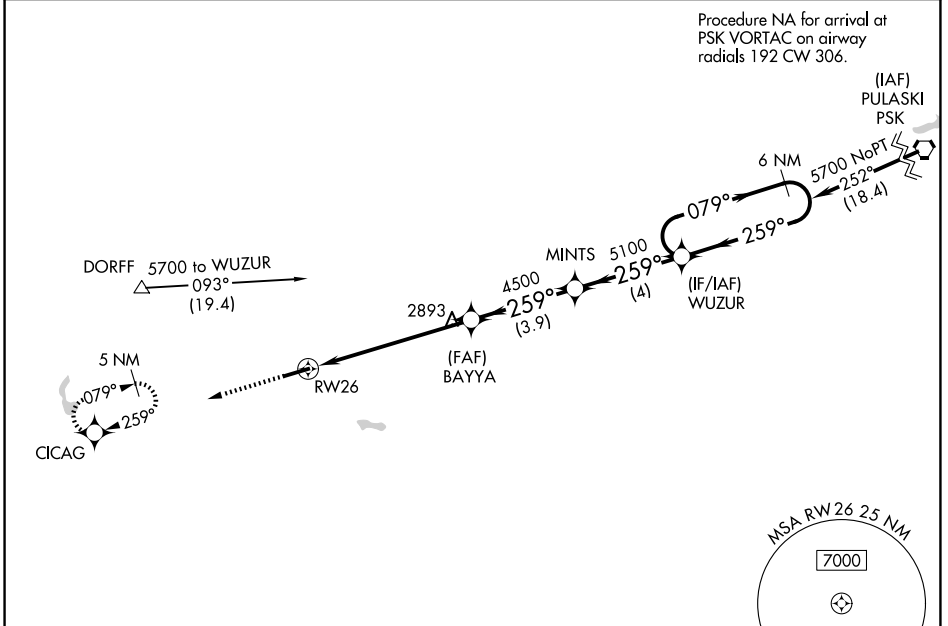 Procedure NA for arrival at
PSK VORTAC on airway
radials 192 CW 306.
(IAF)
PULASKI
PSK
6 NM
5700 NoPT
252°
(18.4)
079°
259°
MINTS
5100
259°
(4)
(IF/IAF)
WUZUR
DORFF
5700 to WUZUR
093°
(19.4)
4500
259°
(3.9)
2893
(FAF)
BAYYA
RW26
5 NM
079°
259°
CICAG
MSA RW 26 25 NM
7000